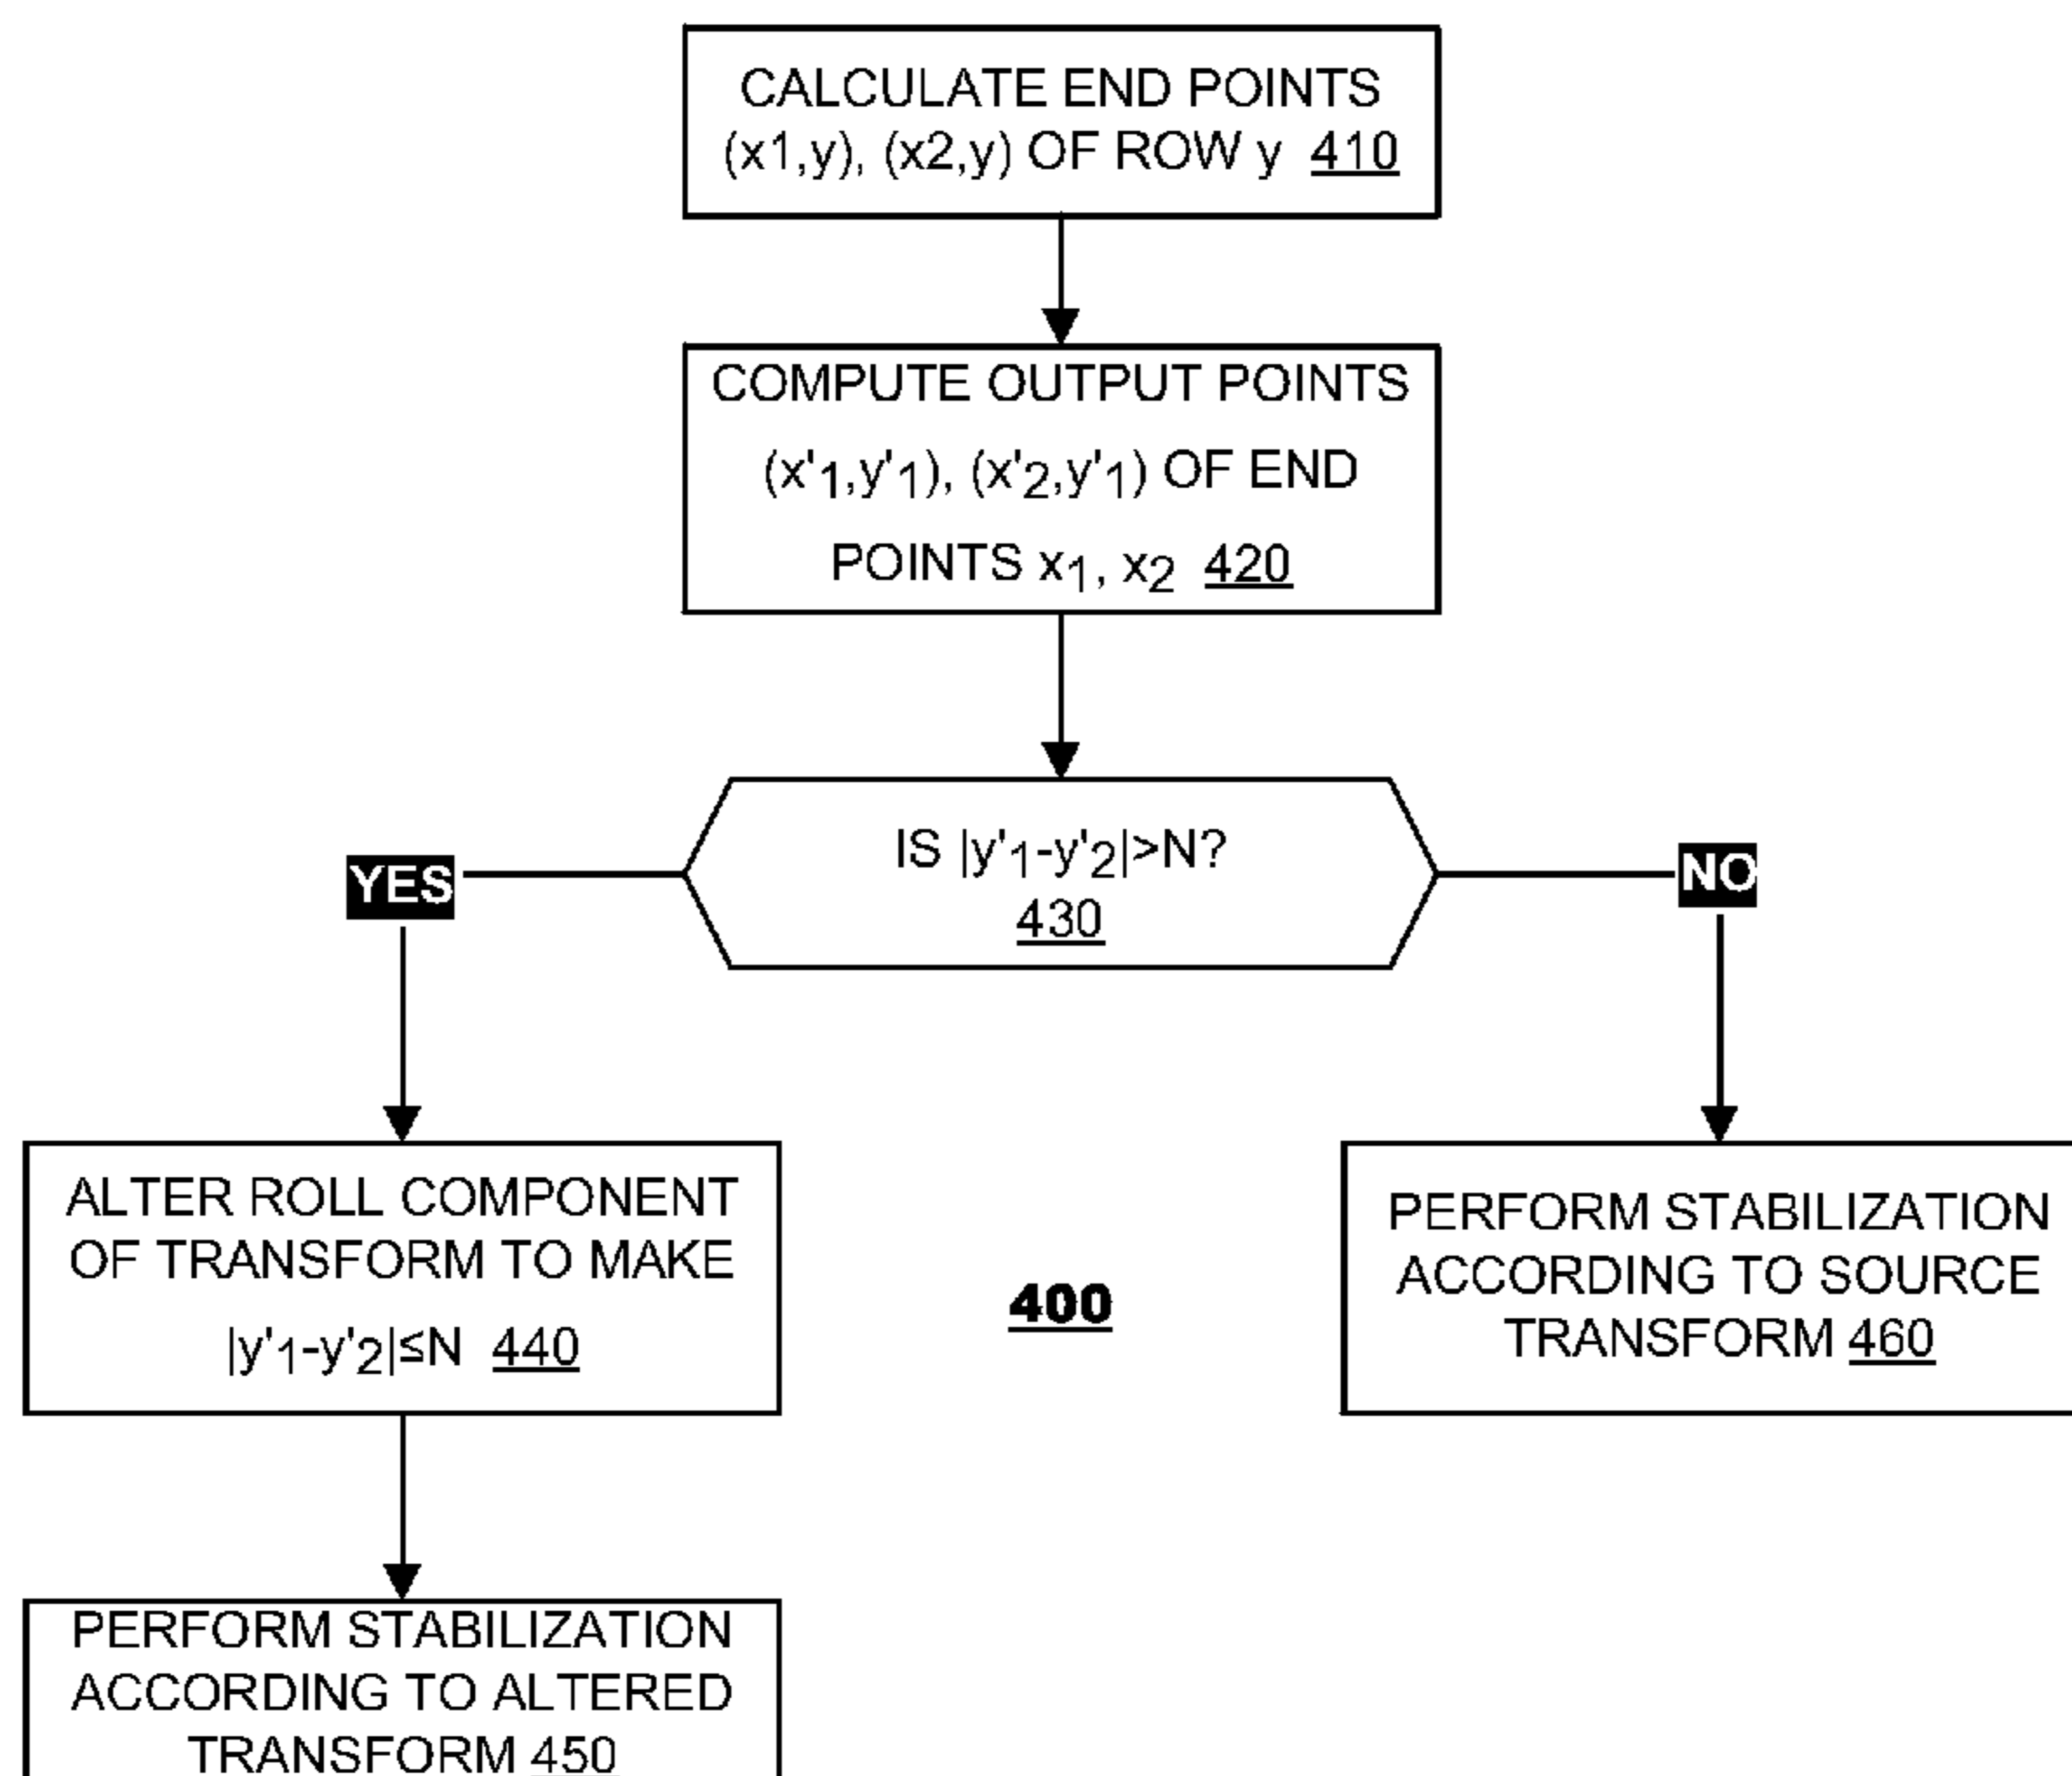 CALCULATE END POINTS
(x1,y), (x2,y) OF ROW y 410
COMPUTE OUTPUT POINTS
(x'1,y'1), (x'2,y'1) OF END
POINTS x1, x2 420
IS |y'1-y'2|>N?
430
YES
NO
ALTER ROLL COMPONENT
OF TRANSFORM TO MAKE
|y'1-y'2|≤N 440
400
PERFORM STABILIZATION
ACCORDING TO SOURCE
TRANSFORM 460
PERFORM STABILIZATION
ACCORDING TO ALTERED
TRANSFORM 450